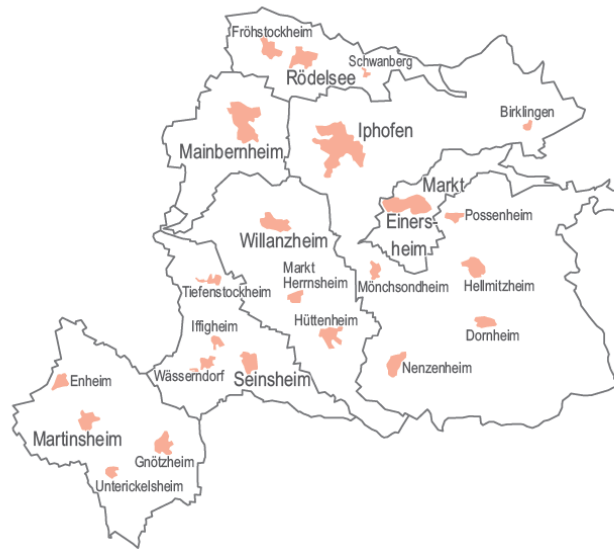 Fröhstockheim
Schwanberg
Rödelsee
Birklingen
Iphofen
Mainbernheim
Markt
Einers-
heim
Possenheim
Willanzheim
Markt
Herrnsheim
Mönchsondheim
Hellmitzheim
Tiefenstockheim
Iffigheim
Hüttenheim
Dornheim
Wässerndorf
Seinsheim
Nenzenheim
Enheim
Martinsheim
Gnötzheim
Unterickelsheim